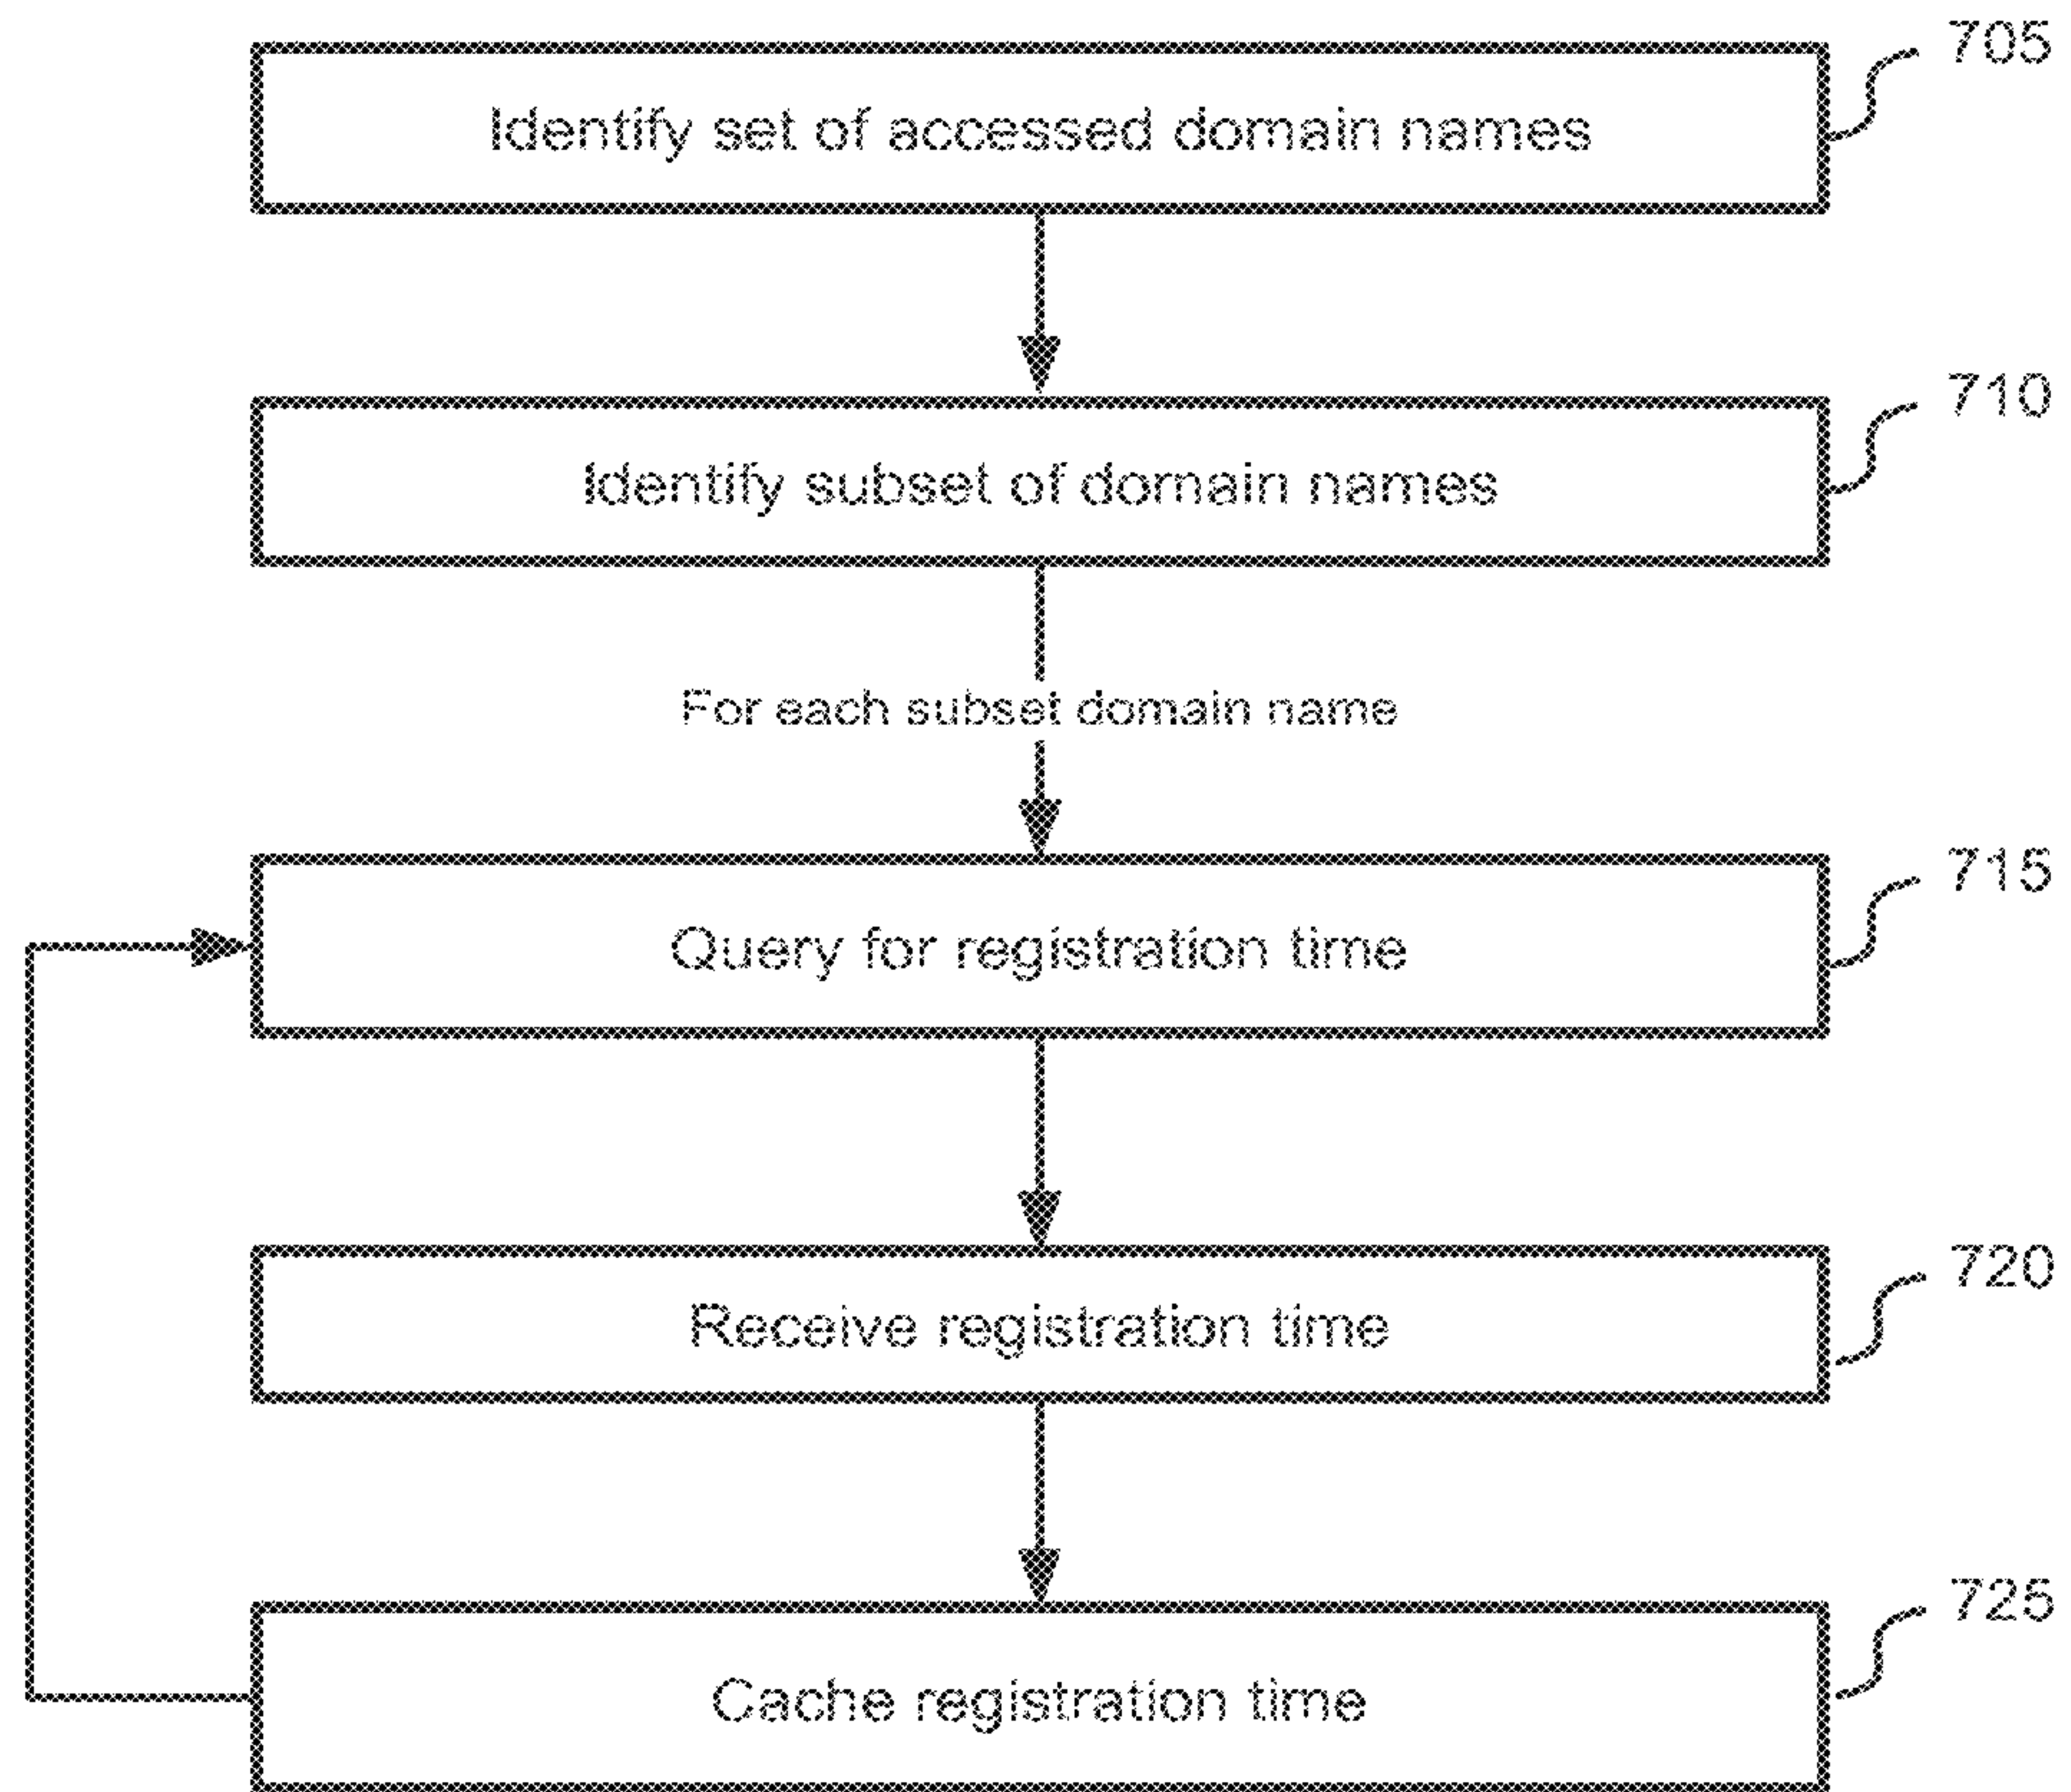 705
Identify set of accessed domain names
710
Identify subset of domain names
For each subset domain name
715
Query for registration time
720
Receive registration time
725
Cache registration time